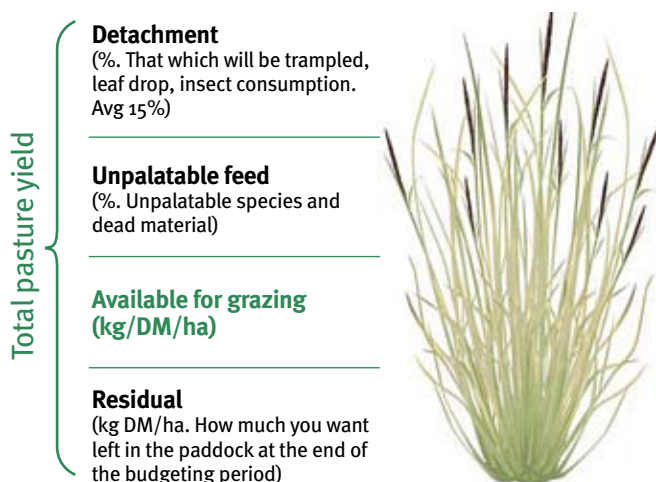 Total pasture yield
Detachment
(%. That which will be trampled,
leaf drop, insect consumption.
Avg 15%)
Unpalatable feed
(%. Unpalatable species and
dead material)
Available for grazing
(kg/DM/ha)
Residual
(kg DM/ha. How much you want
left in the paddock at the end of
the budgeting period)